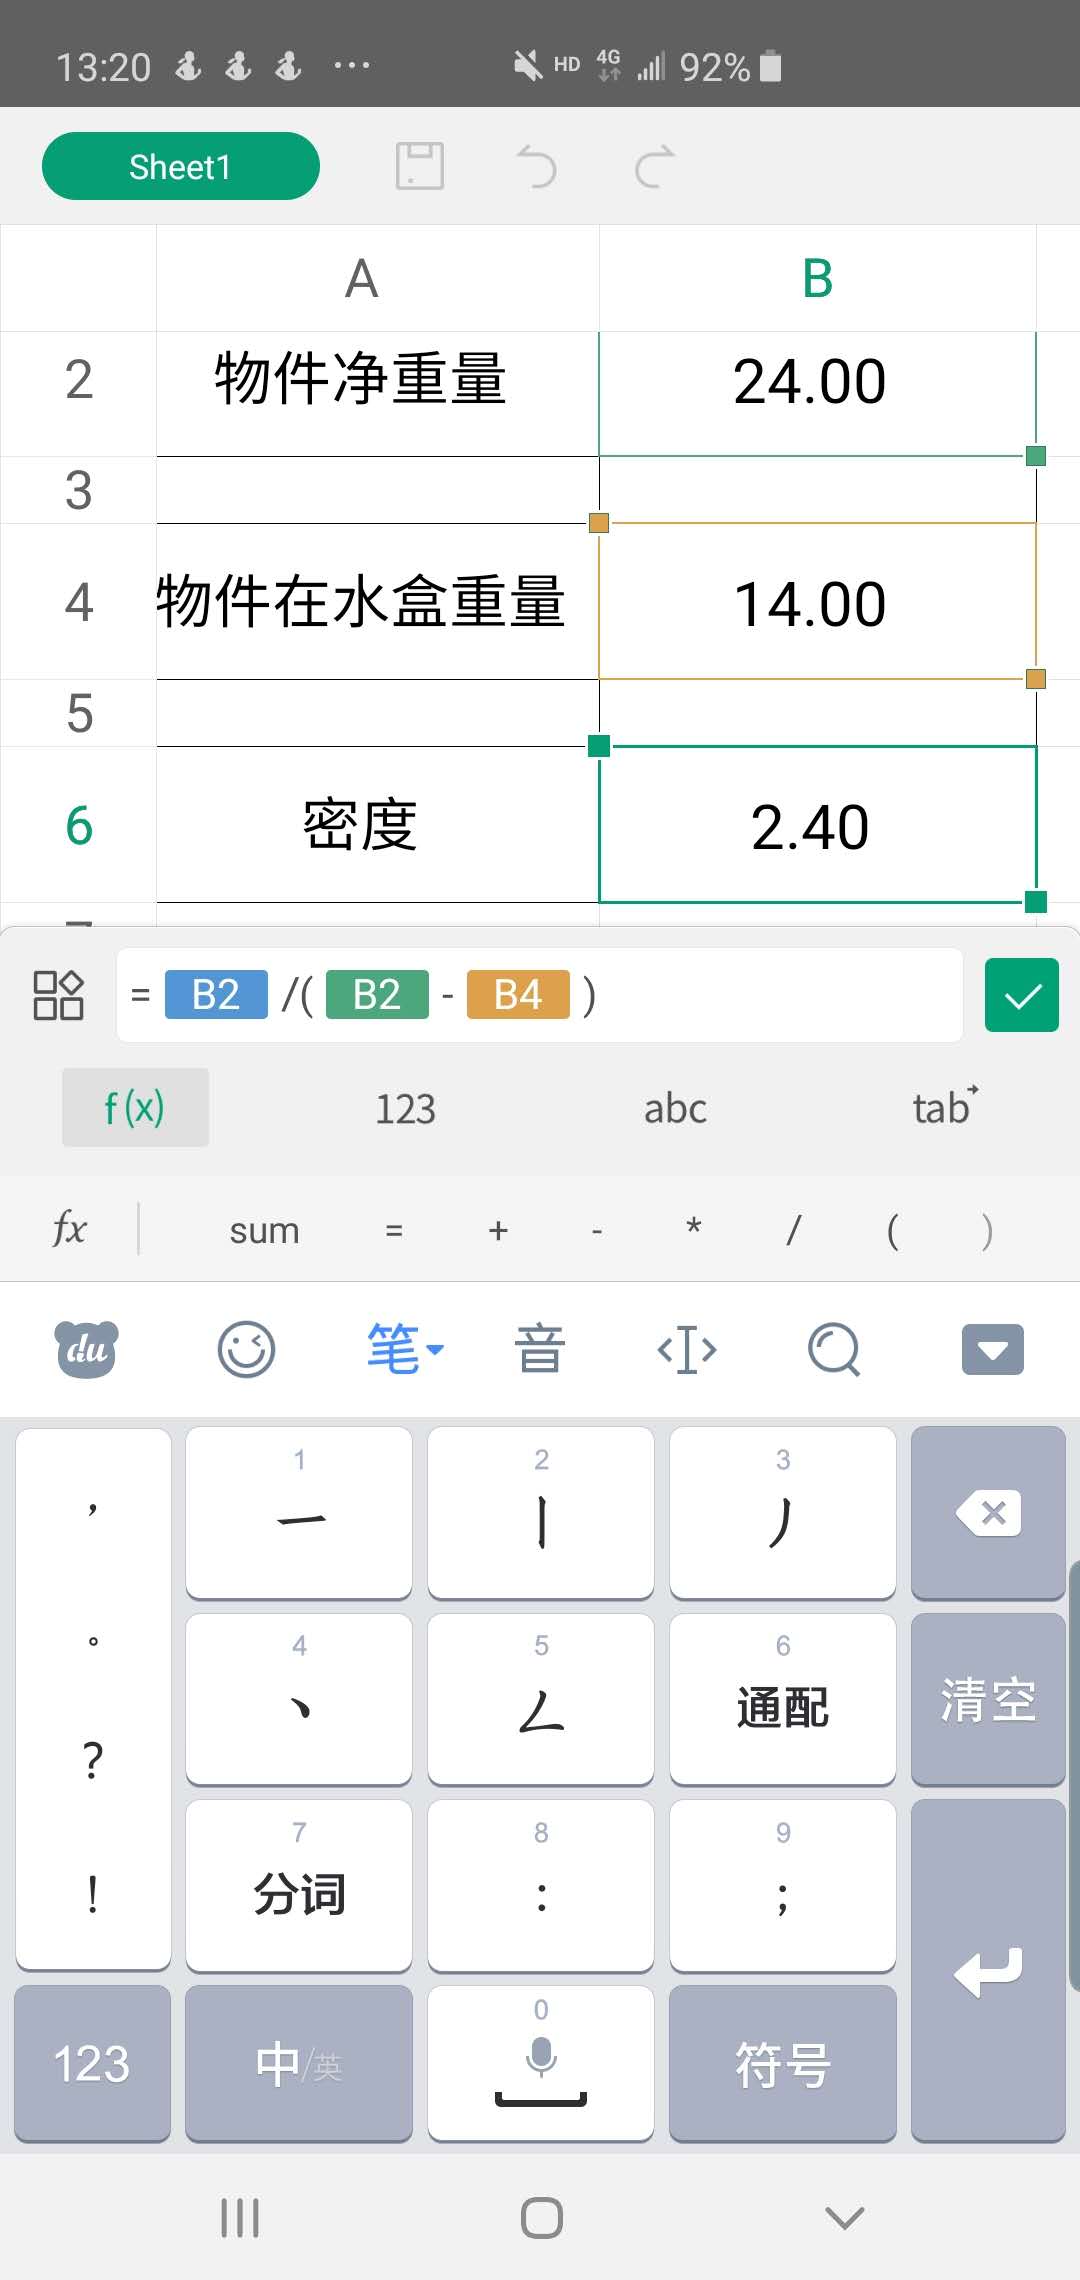 13:20 ··· HD 4G 92%
Sheet1
A B
2 物件净重量 24.00
3
4 物件在水盒重量 14.00
5
6 密度 2.40
= B2 /( B2 - B4 )
f(x) 123 abc tab
fx sum = + - * / ( )
du 笔 音
， 1 一 2 丨 3 丿
。 4 丶 5 ㄥ 6 通配 清空
? 7 分词 8 : 9 ;
!
123 中/英 0 符号